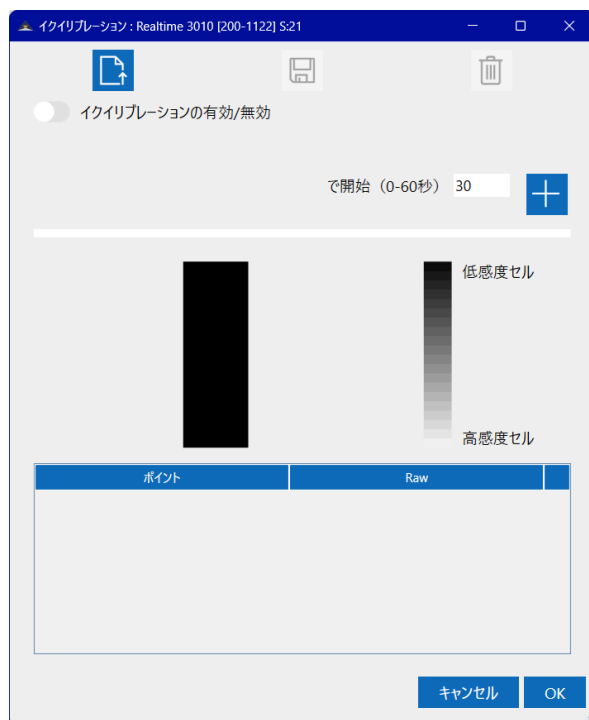 イクイリブレーション : Realtime 3010 [200-1122] S:21
イクイリブレーションの有効/無効
で開始（0-60秒） 30
低感度セル
高感度セル
ポイント Raw
キャンセル OK